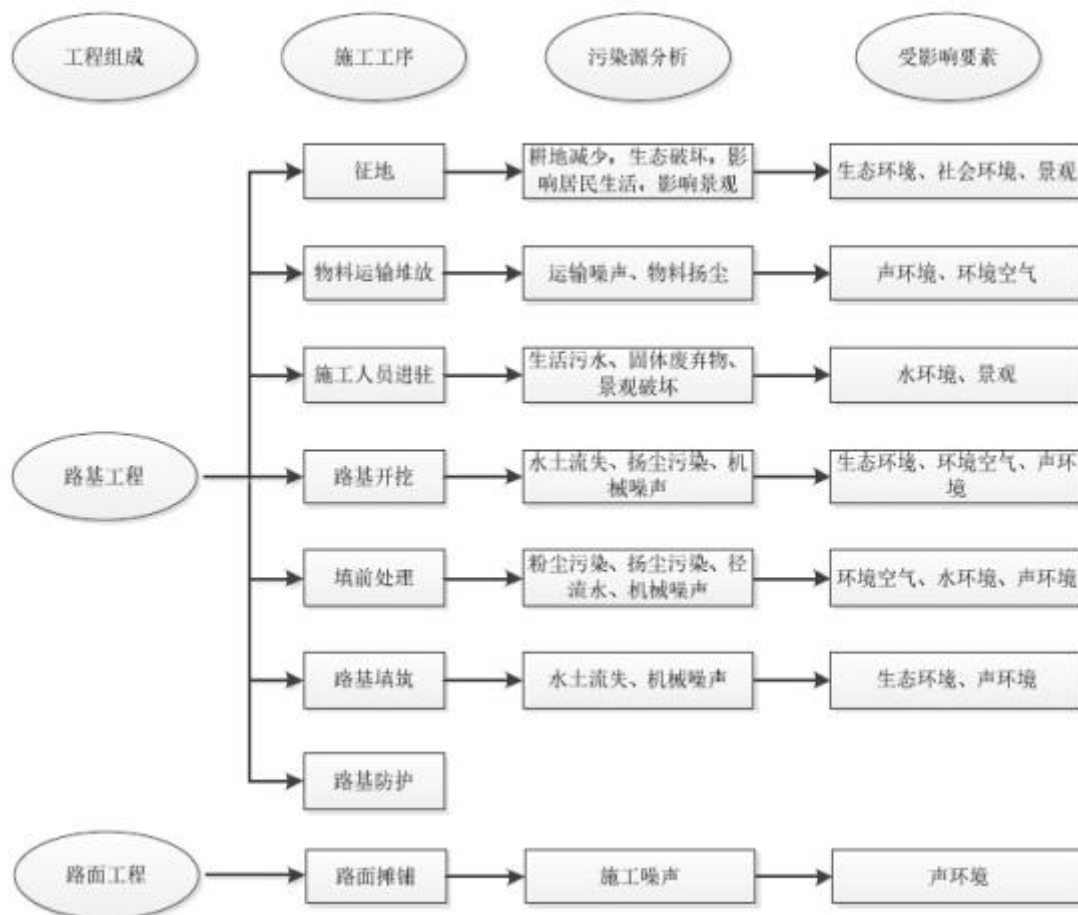 工程组成
施工工序
污染源分析
受影响要素
征地
耕地减少，生态破坏，影
响居民生活，影响景观
生态环境、社会环境、景观
物料运输堆放
运输噪声、物料扬尘
声环境、环境空气
施工人员进驻
生活污水、固体废弃物、
景观破坏
水环境、景观
路基工程
路基开挖
水土流失、扬尘污染、机
械噪声
生态环境、环境空气、声环
境
填前处理
粉尘污染、扬尘污染、径
流水、机械噪声
环境空气、水环境、声环境
路基填筑
水土流失、机械噪声
生态环境、声环境
路基防护
路面工程
路面摊铺
施工噪声
声环境